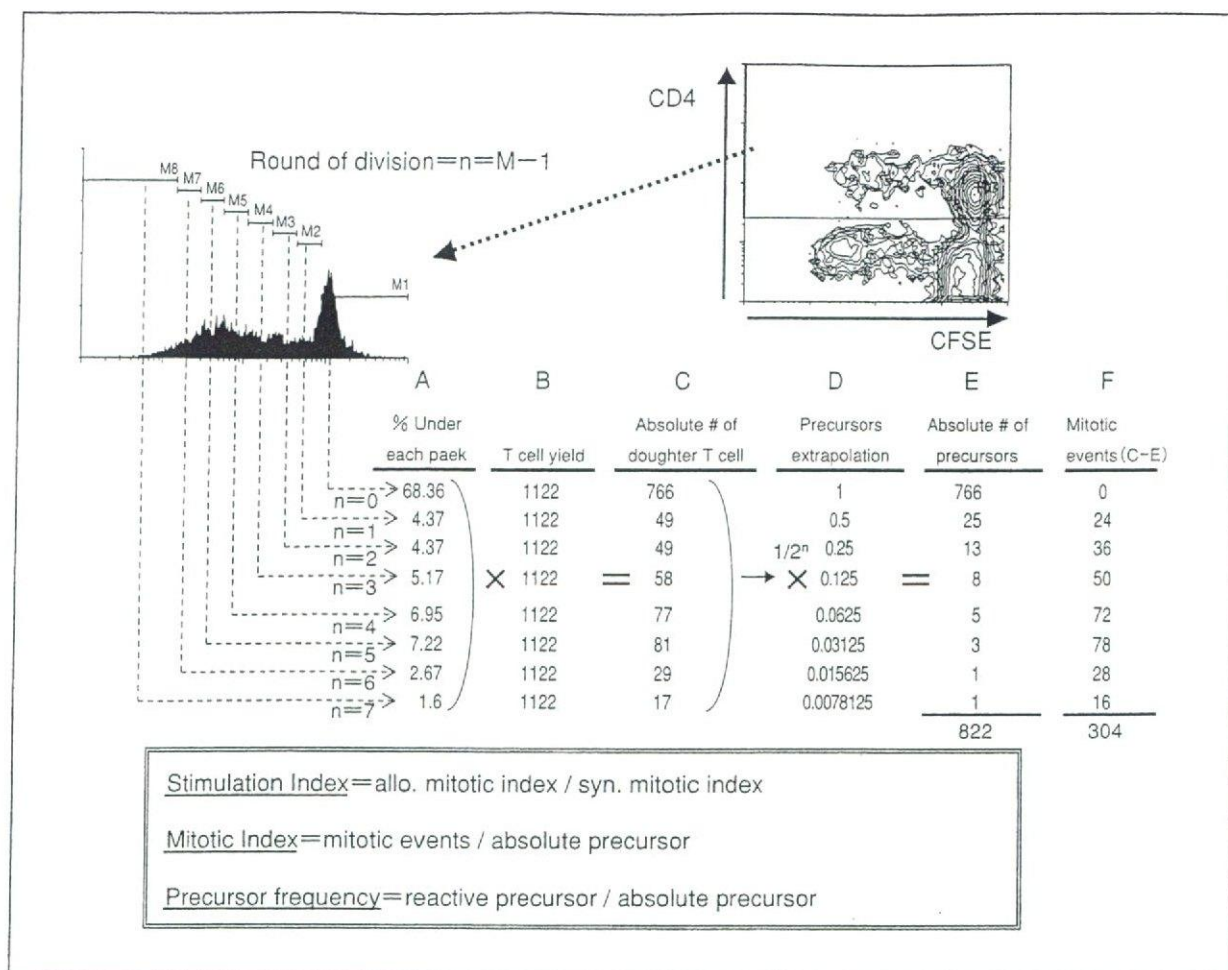 CD4
Round of division=n=M-1
M8
M7
M6
M5
M4
M3
M2
M1
CFSE
A B C D E F
% Under each paek
T cell yield
Absolute # of doughter T cell
Precursors extrapolation
Absolute # of precursors
Mitotic events (C-E)
n=0 68.36 1122 766 1 766 0
n=1 4.37 1122 49 0.5 25 24
n=2 4.37 1122 49 1/2ⁿ 0.25 13 36
n=3 5.17 × 1122 = 58 → × 0.125 = 8 50
n=4 6.95 1122 77 0.0625 5 72
n=5 7.22 1122 81 0.03125 3 78
n=6 2.67 1122 29 0.015625 1 28
n=7 1.6 1122 17 0.0078125 1 16
822 304
Stimulation Index=allo. mitotic index / syn. mitotic index
Mitotic Index=mitotic events / absolute precursor
Precursor frequency=reactive precursor / absolute precursor